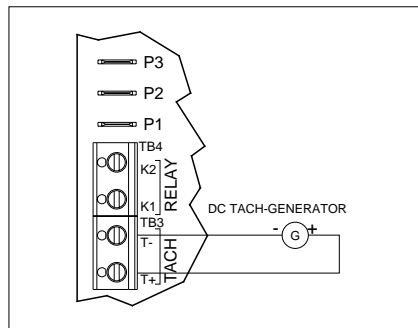 P3
P2
P1
TB4
K2
RELAY
K1
TB3
DC TACH-GENERATOR
T-
- G +
TACH
T+